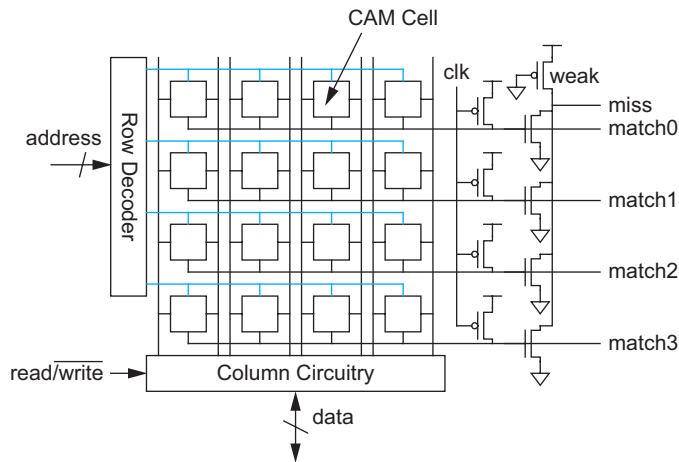 CAM Cell
clk
weak
miss
match0
address
Row Decoder
match1
match2
match3
read/write
Column Circuitry
data